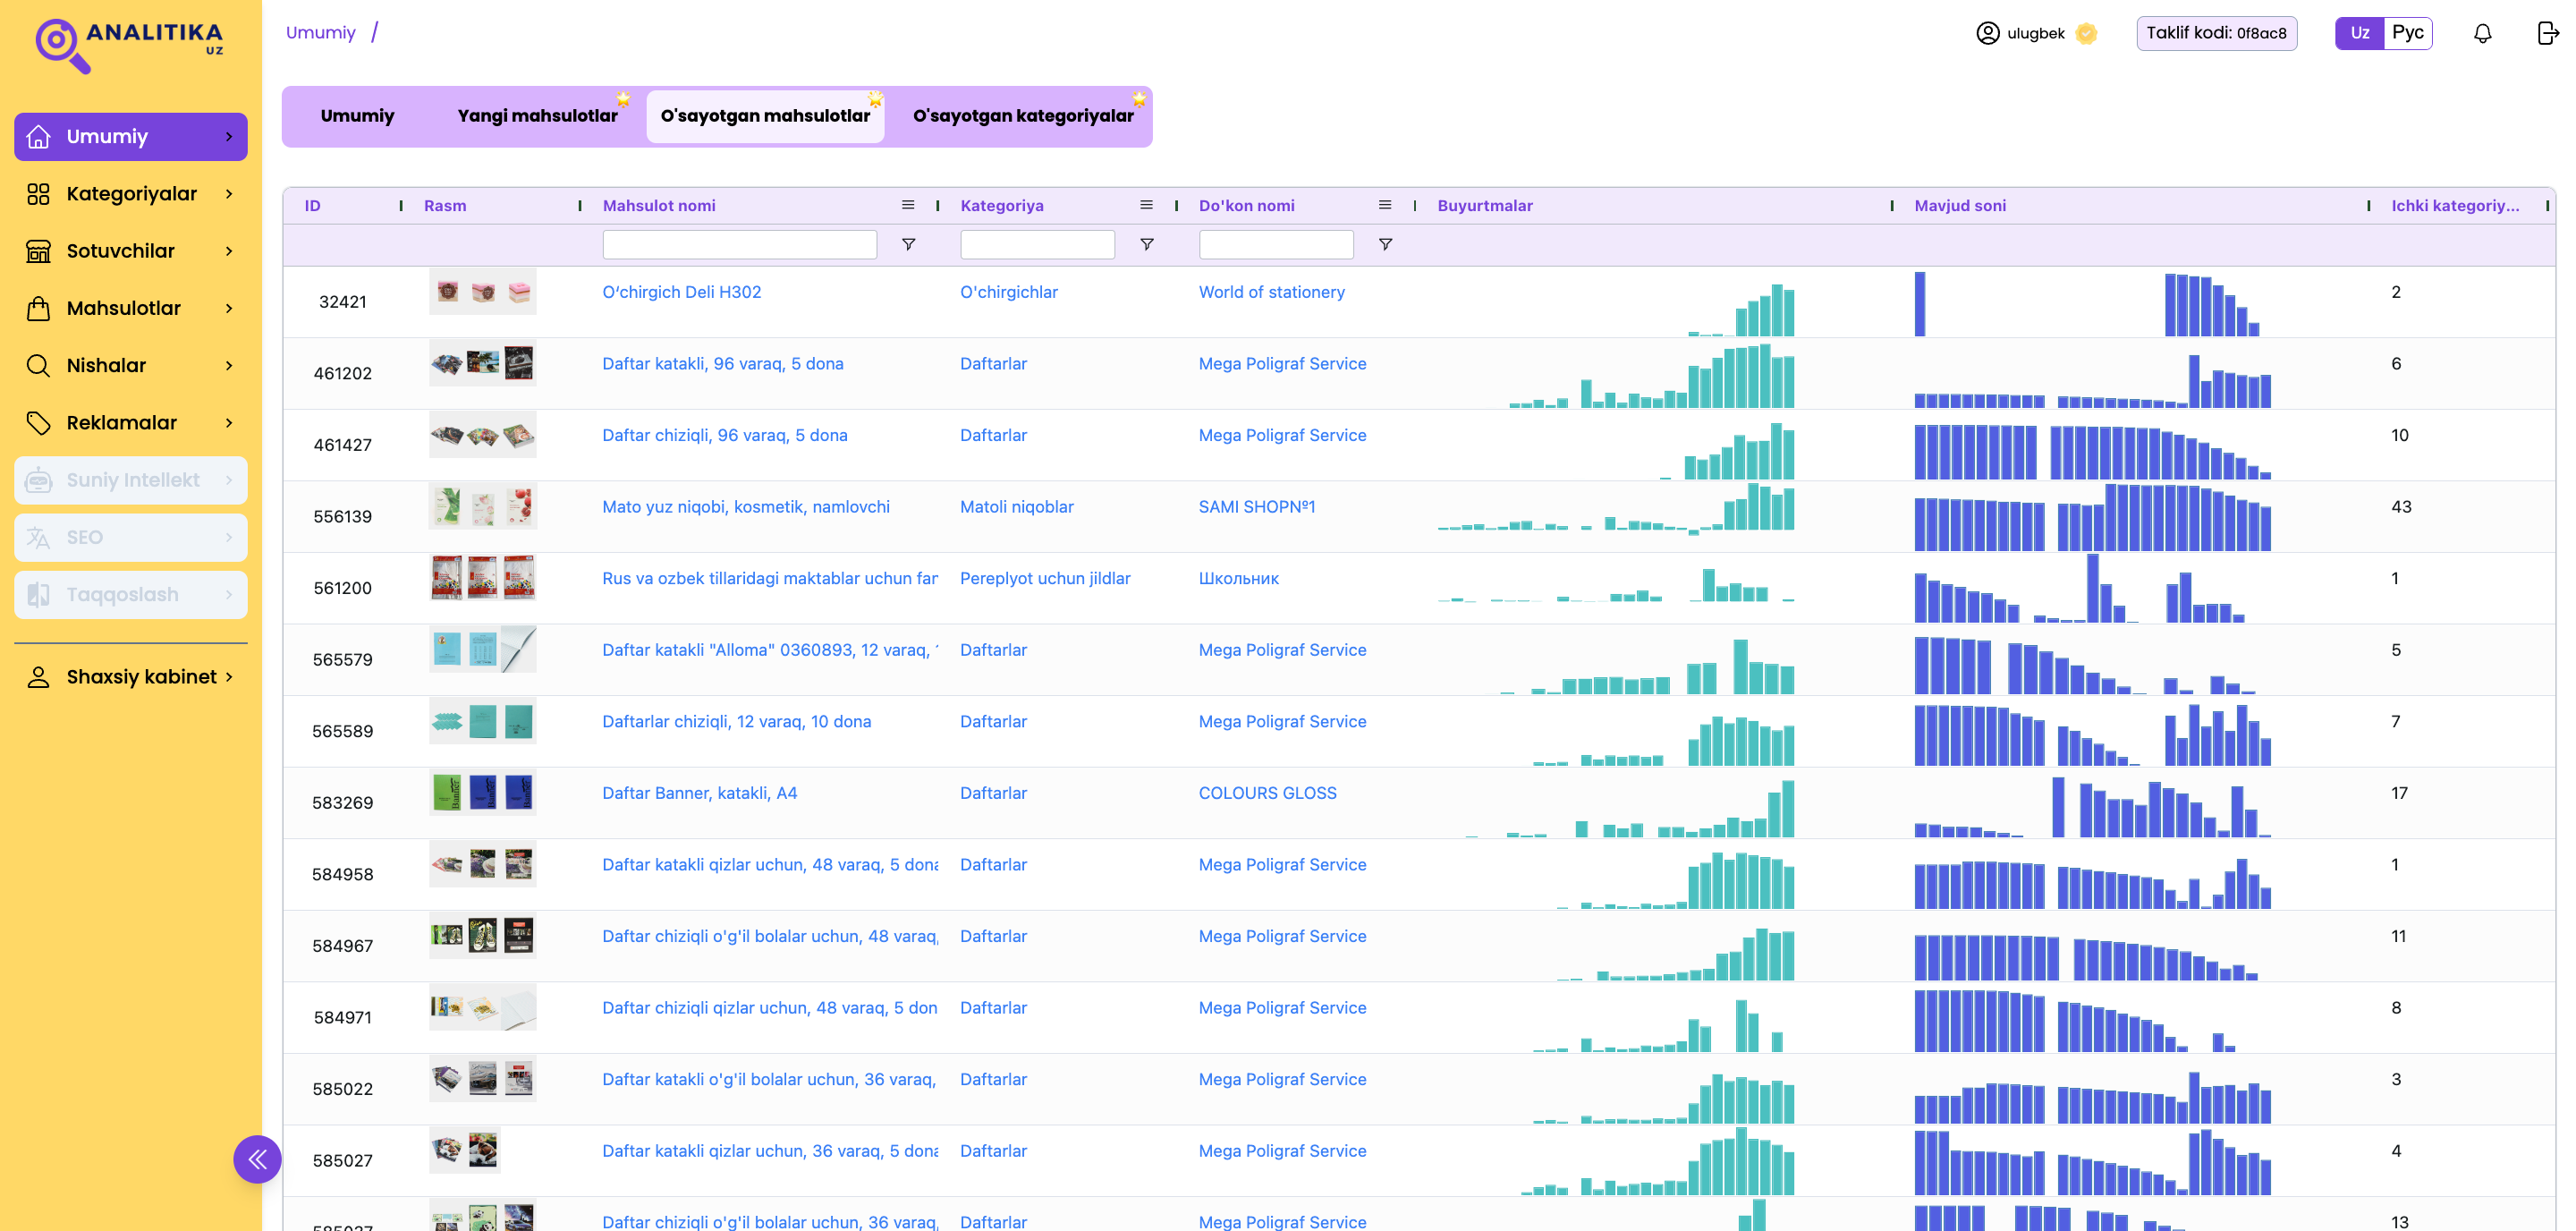 ANALITIKA
UZ
Umumiy /
ulugbek
Taklif kodi: 0f8ac8
Uz Рус
Umumiy
Kategoriyalar
Sotuvchilar
Mahsulotlar
Nishalar
Reklamalar
Suniy Intellekt
SEO
Taqqoslash
Shaxsiy kabinet
Umumiy Yangi mahsulotlar O'sayotgan mahsulotlar O'sayotgan kategoriyalar
ID Rasm Mahsulot nomi Kategoriya Do'kon nomi Buyurtmalar Mavjud soni Ichki kategoriy...
32421 O‘chirgich Deli H302 O'chirgichlar World of stationery 2
461202 Daftar katakli, 96 varaq, 5 dona Daftarlar Mega Poligraf Service 6
461427 Daftar chiziqli, 96 varaq, 5 dona Daftarlar Mega Poligraf Service 10
556139 Mato yuz niqobi, kosmetik, namlovchi Matoli niqoblar SAMI SHOPNº1 43
561200 Rus va ozbek tillaridagi maktablar uchun far Pereplyot uchun jildlar Школьник 1
565579 Daftar katakli "Alloma" 0360893, 12 varaq, Daftarlar Mega Poligraf Service 5
565589 Daftarlar chiziqli, 12 varaq, 10 dona Daftarlar Mega Poligraf Service 7
583269 Daftar Banner, katakli, A4 Daftarlar COLOURS GLOSS 17
584958 Daftar katakli qizlar uchun, 48 varaq, 5 dona Daftarlar Mega Poligraf Service 1
584967 Daftar chiziqli o'g'il bolalar uchun, 48 varaq, Daftarlar Mega Poligraf Service 11
584971 Daftar chiziqli qizlar uchun, 48 varaq, 5 don Daftarlar Mega Poligraf Service 8
585022 Daftar katakli o'g'il bolalar uchun, 36 varaq, Daftarlar Mega Poligraf Service 3
585027 Daftar katakli qizlar uchun, 36 varaq, 5 dona Daftarlar Mega Poligraf Service 4
585037 Daftar chiziqli o'g'il bolalar uchun, 36 varaq, Daftarlar Mega Poligraf Service 13